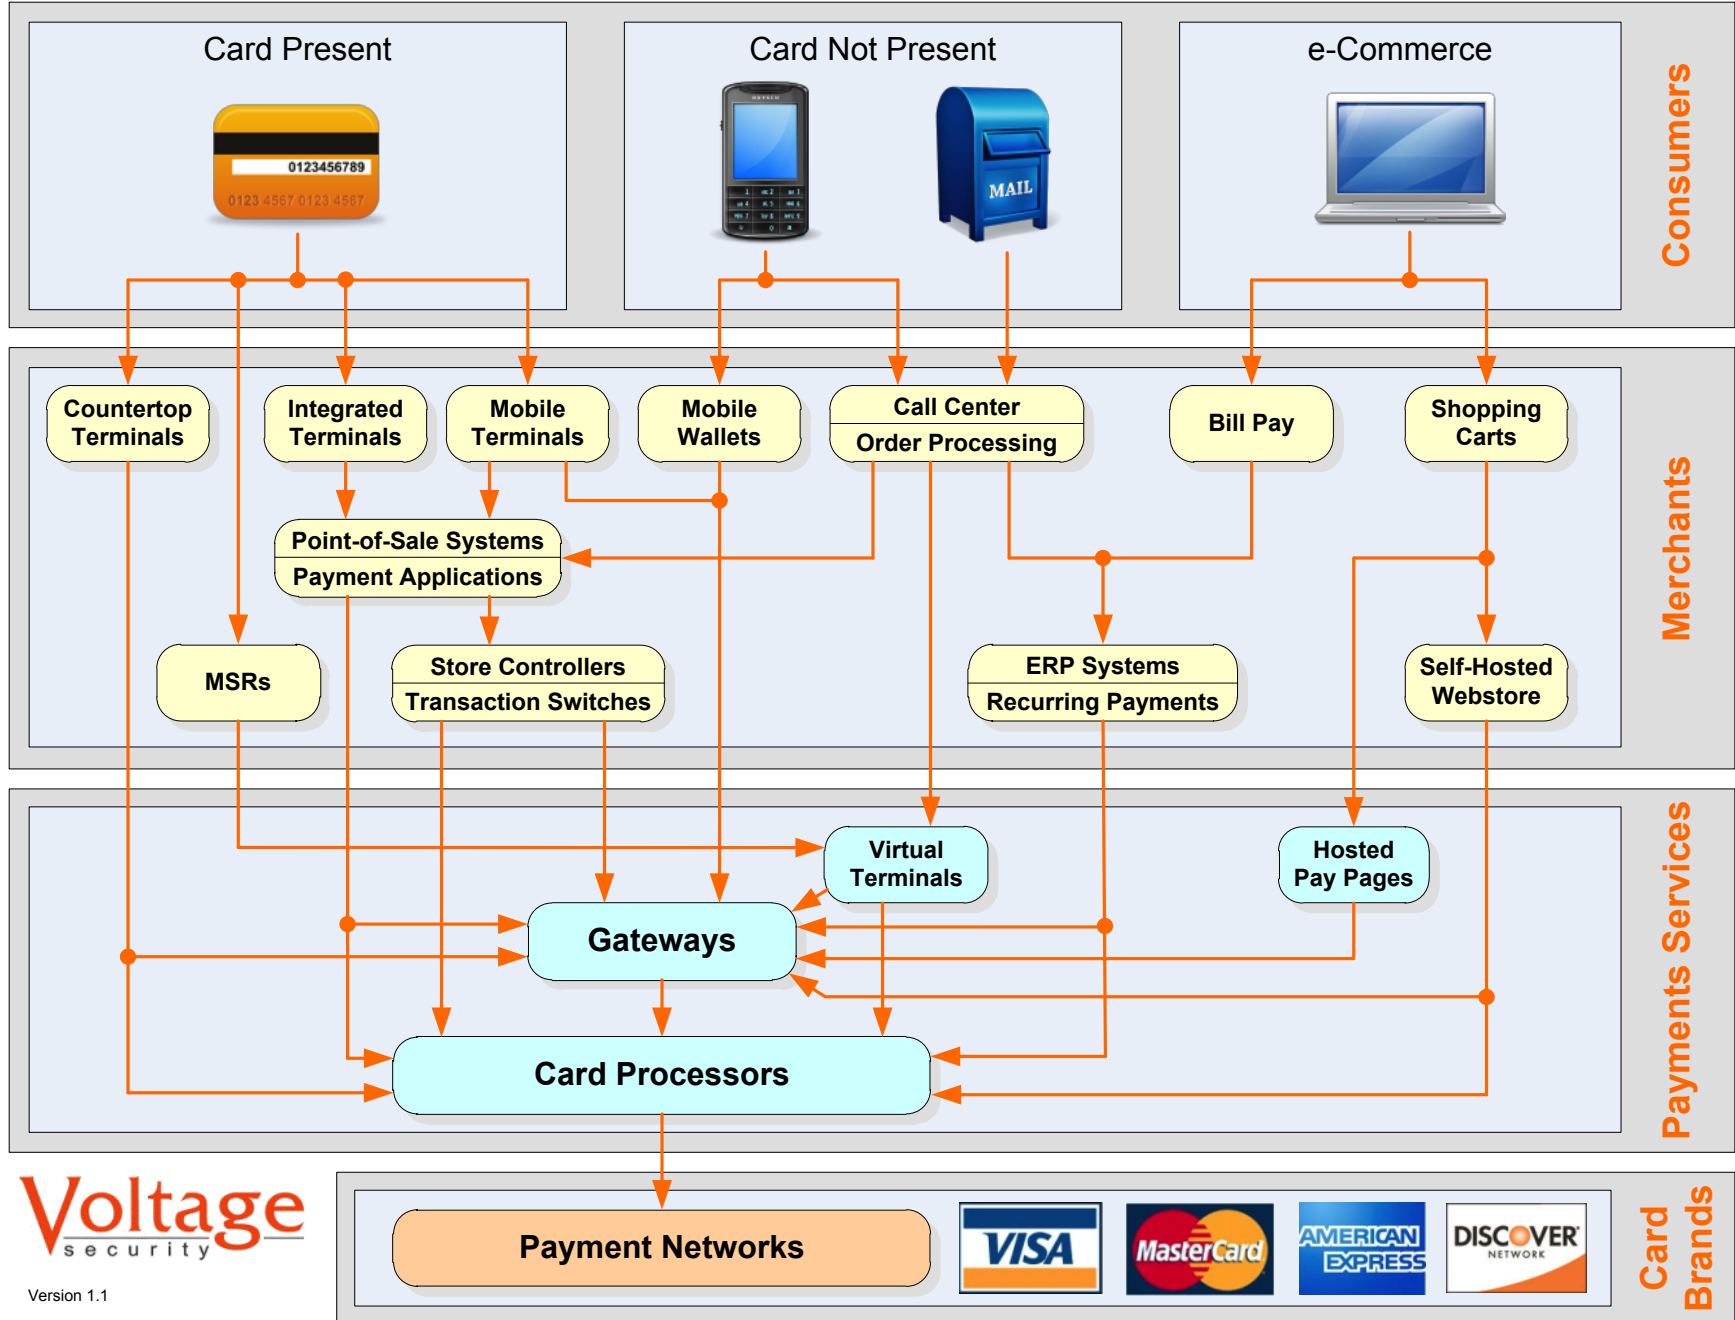 Card Present
Card Not Present
e-Commerce
Consumers
0123456789
0123 4567 0123 4567
MAIL
Countertop
Terminals
Integrated
Terminals
Mobile
Terminals
Mobile
Wallets
Call Center
Order Processing
Bill Pay
Shopping
Carts
Merchants
Point-of-Sale Systems
Payment Applications
MSRs
Store Controllers
Transaction Switches
ERP Systems
Recurring Payments
Self-Hosted
Webstore
Payments Services
Virtual
Terminals
Hosted
Pay Pages
Gateways
Card Processors
Voltage
security
Version 1.1
Payment Networks
VISA
MasterCard
AMERICAN
EXPRESS
DISCOVER
NETWORK
Card
Brands